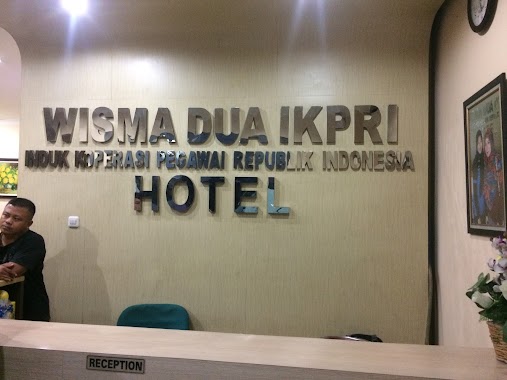 WISMA DUA IKPRI
INDUK KOPERASI PEGAWAI REPUBLIK INDONESIA
HOTEL
RECEPTION